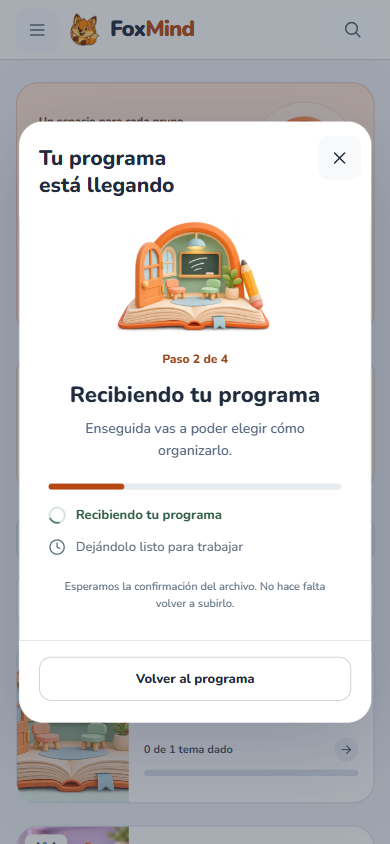 FoxMind
Un espacio para cada grupo
Tu programa
está llegando
Paso 2 de 4
Recibiendo tu programa
Enseguida vas a poder elegir cómo
organizarlo.
Recibiendo tu programa
Dejándolo listo para trabajar
Esperamos la confirmación del archivo. No hace falta
volver a subirlo.
Volver al programa
0 de 1 tema dado